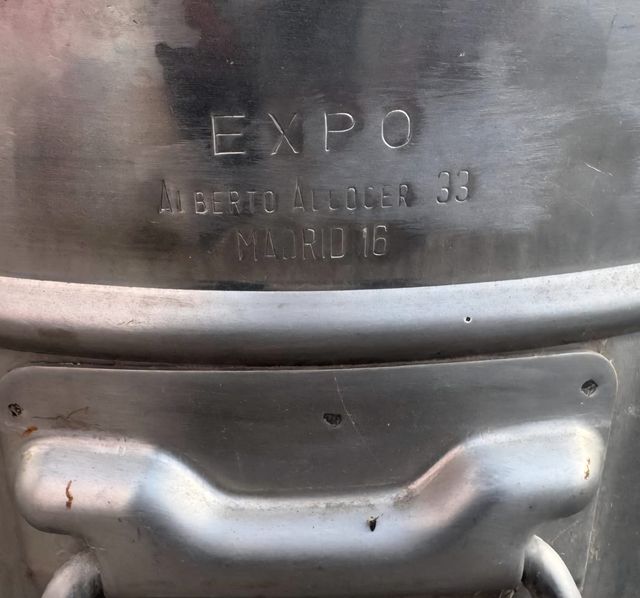 EXPO
ALBERTO ALCOCER 33
MADRID 16